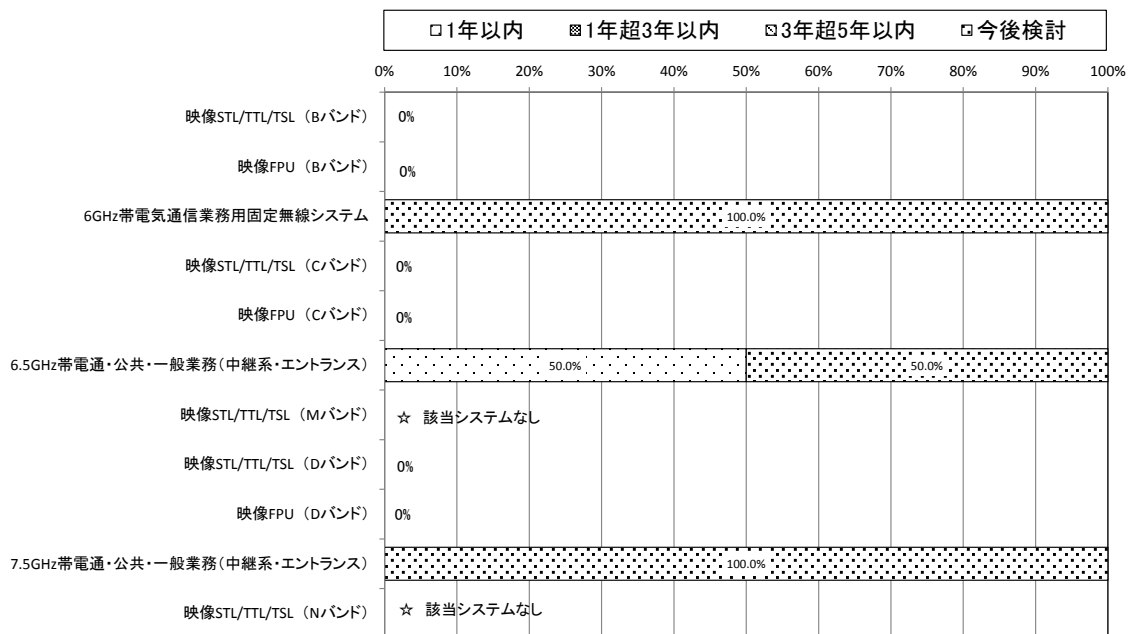 1年以内 1年超3年以内 3年超5年以内 今後検討
0% 10% 20% 30% 40% 50% 60% 70% 80% 90% 100%
映像STL/TTL/TSL（Bバンド） 0%
映像FPU（Bバンド） 0%
6GHz帯電気通信業務用固定無線システム 100.0%
映像STL/TTL/TSL（Cバンド） 0%
映像FPU（Cバンド） 0%
6.5GHz帯電通・公共・一般業務（中継系・エントランス） 50.0% 50.0%
映像STL/TTL/TSL（Mバンド） ☆ 該当システムなし
映像STL/TTL/TSL（Dバンド） 0%
映像FPU（Dバンド） 0%
7.5GHz帯電通・公共・一般業務（中継系・エントランス） 100.0%
映像STL/TTL/TSL（Nバンド） ☆ 該当システムなし